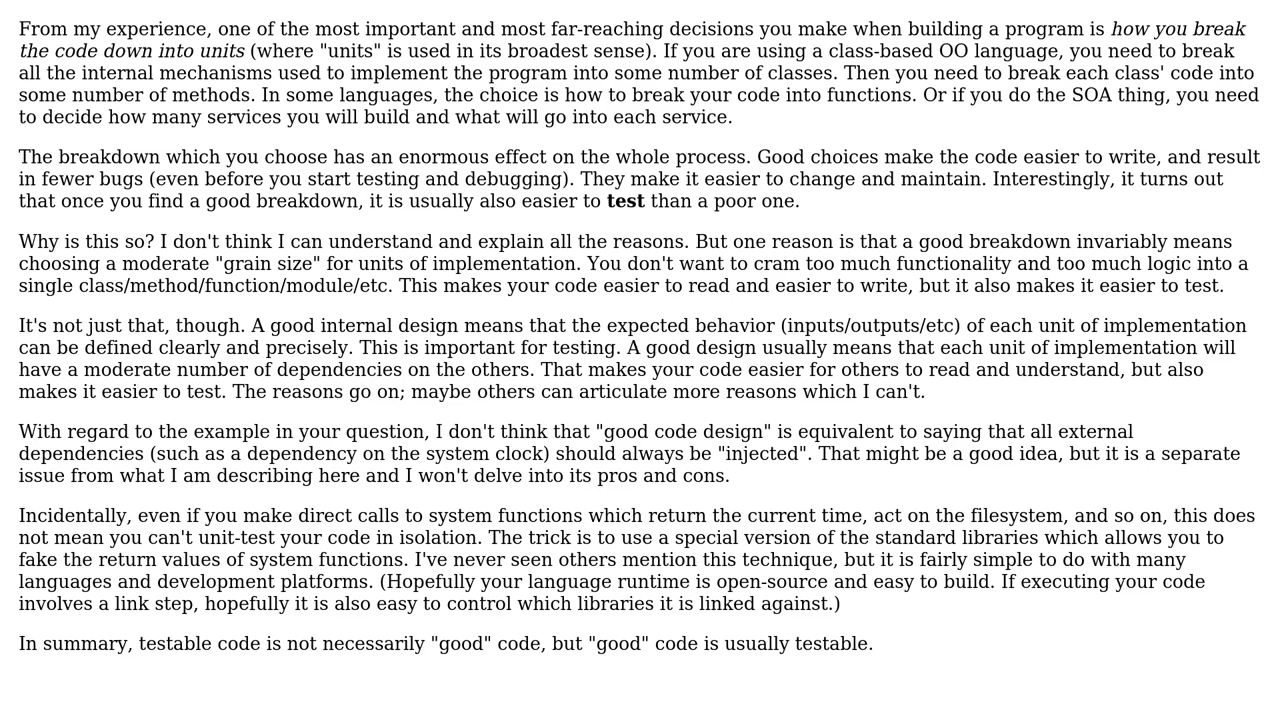 From my experience, one of the most important and most far-reaching decisions you make when building a program is how you break
the code down into units (where "units" is used in its broadest sense). If you are using a class-based OO language, you need to break
all the internal mechanisms used to implement the program into some number of classes. Then you need to break each class' code into
some number of methods. In some languages, the choice is how to break your code into functions. Or if you do the SOA thing, you need
to decide how many services you will build and what will go into each service.
The breakdown which you choose has an enormous effect on the whole process. Good choices make the code easier to write, and result
in fewer bugs (even before you start testing and debugging). They make it easier to change and maintain. Interestingly, it turns out
that once you find a good breakdown, it is usually also easier to test than a poor one.
Why is this so? I don't think I can understand and explain all the reasons. But one reason is that a good breakdown invariably means
choosing a moderate "grain size" for units of implementation. You don't want to cram too much functionality and too much logic into a
single class/method/function/module/etc. This makes your code easier to read and easier to write, but it also makes it easier to test.
It's not just that, though. A good internal design means that the expected behavior (inputs/outputs/etc) of each unit of implementation
can be defined clearly and precisely. This is important for testing. A good design usually means that each unit of implementation will
have a moderate number of dependencies on the others. That makes your code easier for others to read and understand, but also
makes it easier to test. The reasons go on; maybe others can articulate more reasons which I can't.
With regard to the example in your question, I don't think that "good code design" is equivalent to saying that all external
dependencies (such as a dependency on the system clock) should always be "injected". That might be a good idea, but it is a separate
issue from what I am describing here and I won't delve into its pros and cons.
Incidentally, even if you make direct calls to system functions which return the current time, act on the filesystem, and so on, this does
not mean you can't unit-test your code in isolation. The trick is to use a special version of the standard libraries which allows you to
fake the return values of system functions. I've never seen others mention this technique, but it is fairly simple to do with many
languages and development platforms. (Hopefully your language runtime is open-source and easy to build. If executing your code
involves a link step, hopefully it is also easy to control which libraries it is linked against.)
In summary, testable code is not necessarily "good" code, but "good" code is usually testable.